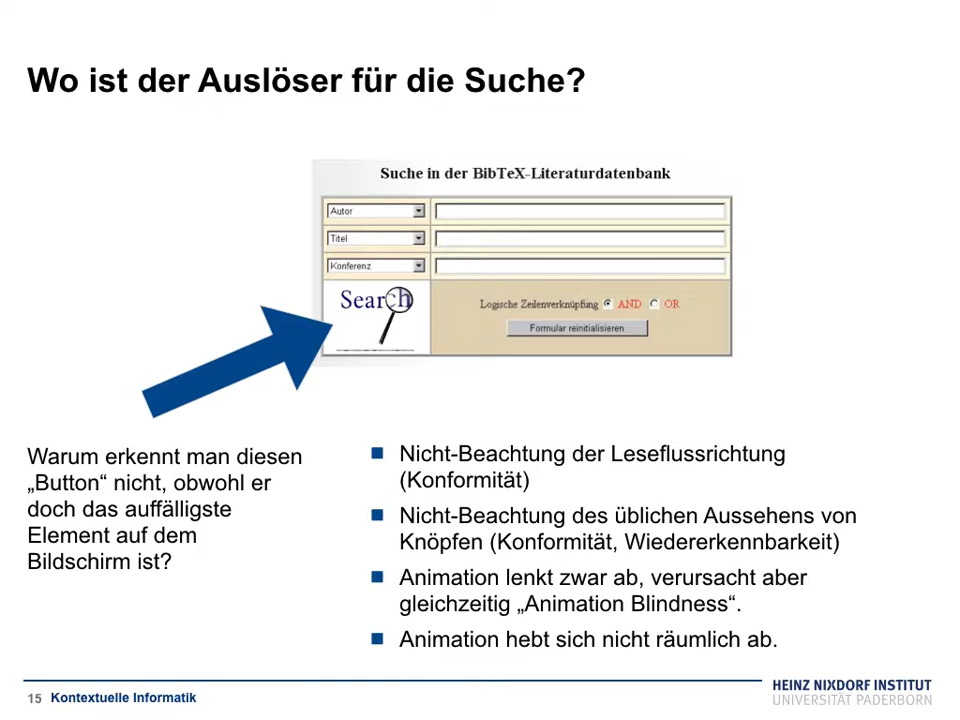 Wo ist der Auslöser für die Suche?
Suche in der BibTeX-Literaturdatenbank
Autor
Titel
Konferenz
Search
Logische Zeilenverknüpfung AND OR
Formular reinitialisieren
Warum erkennt man diesen
„Button“ nicht, obwohl er
doch das auffälligste
Element auf dem
Bildschirm ist?
Nicht-Beachtung der Leseflussrichtung
(Konformität)
Nicht-Beachtung des üblichen Aussehens von
Knöpfen (Konformität, Wiedererkennbarkeit)
Animation lenkt zwar ab, verursacht aber
gleichzeitig „Animation Blindness“.
Animation hebt sich nicht räumlich ab.
15 Kontextuelle Informatik
HEINZ NIXDORF INSTITUT
UNIVERSITÄT PADERBORN